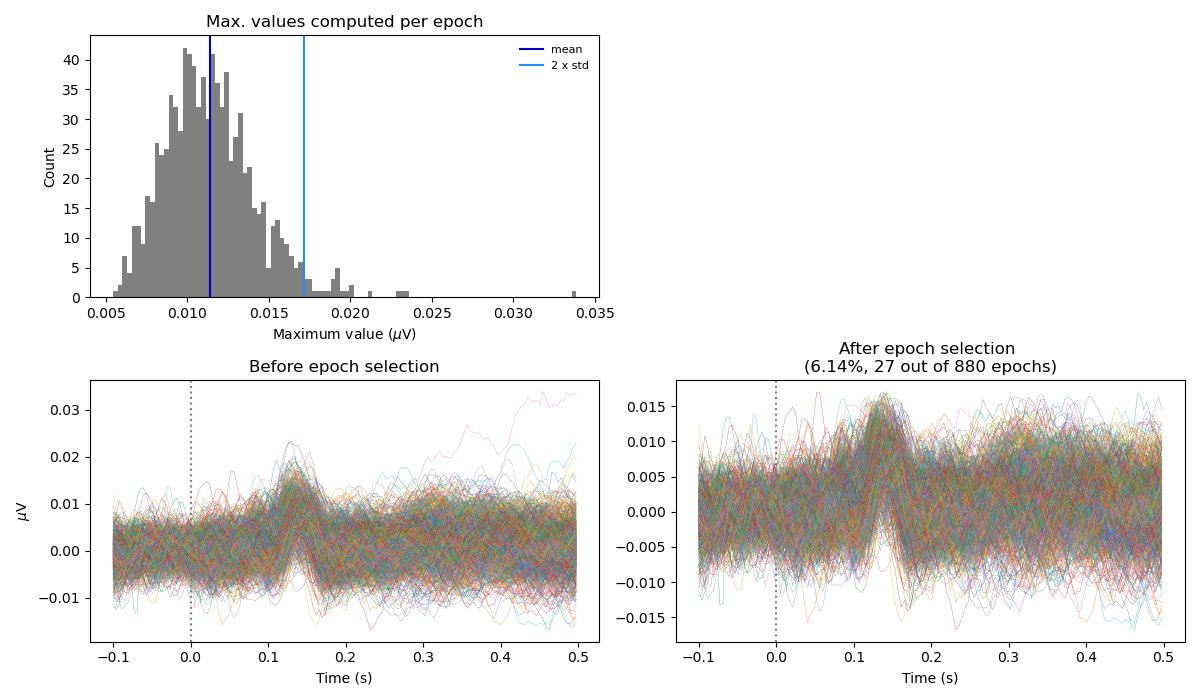 Max. values computed per epoch
mean
2 x std
Count
40
35
30
25
20
15
10
5
0
0.005 0.010 0.015 0.020 0.025 0.030 0.035
Maximum value (μV)
Before epoch selection
μV
0.03
0.02
0.01
0.00
−0.01
−0.1 0.0 0.1 0.2 0.3 0.4 0.5
Time (s)
After epoch selection
(6.14%, 27 out of 880 epochs)
0.015
0.010
0.005
0.000
−0.005
−0.010
−0.015
−0.1 0.0 0.1 0.2 0.3 0.4 0.5
Time (s)